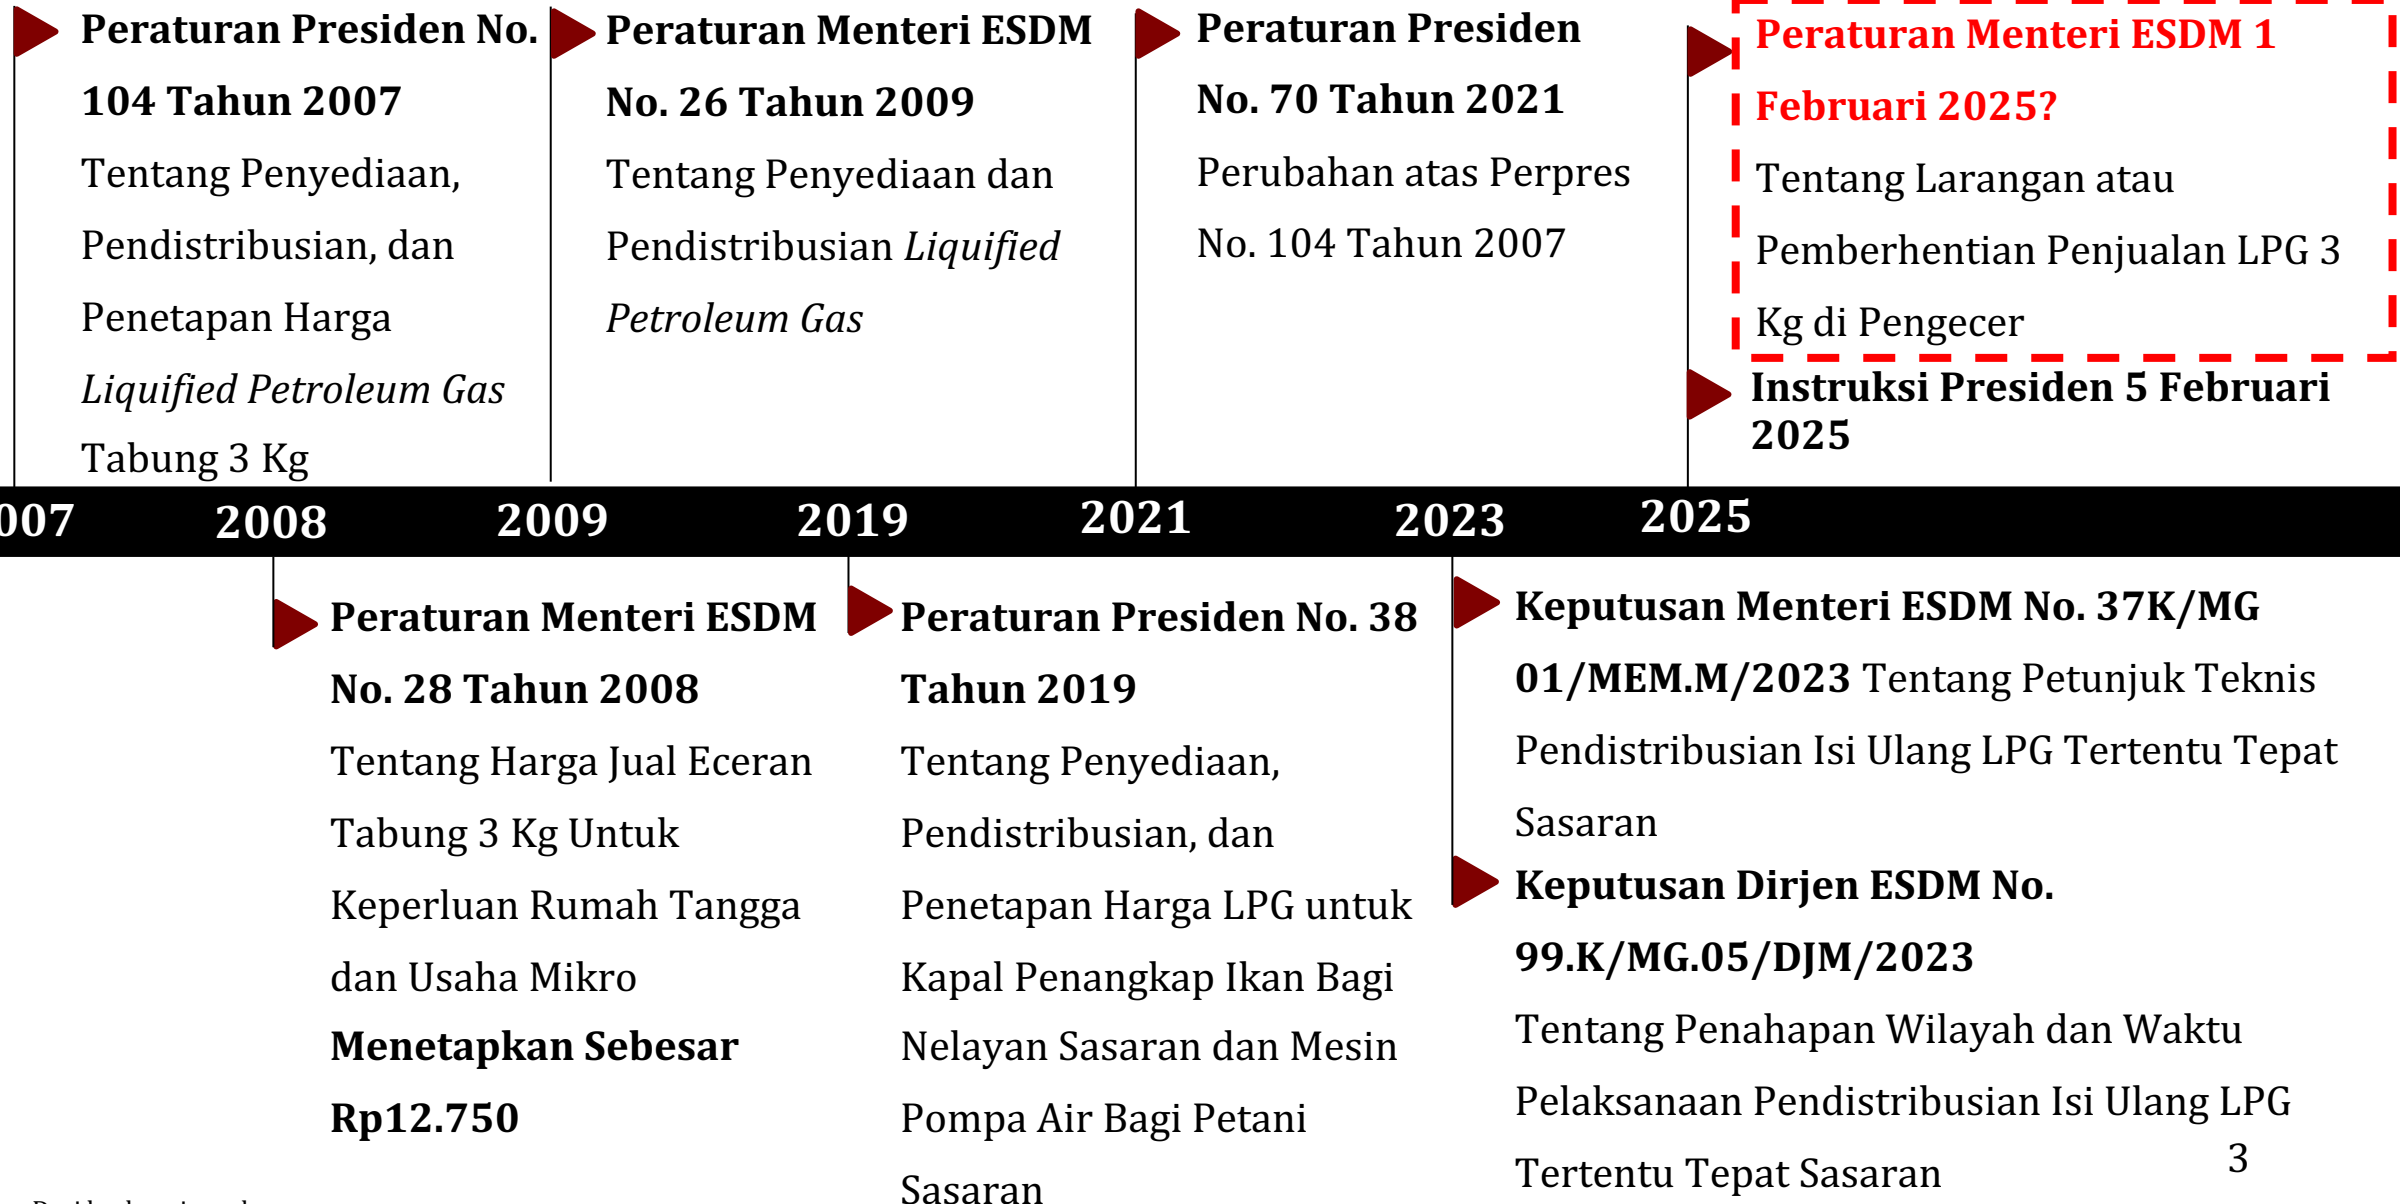 Peraturan Presiden No.
104 Tahun 2007
Tentang Penyediaan,
Pendistribusian, dan
Penetapan Harga
Liquified Petroleum Gas
Tabung 3 Kg
Peraturan Menteri ESDM
No. 26 Tahun 2009
Tentang Penyediaan dan
Pendistribusian Liquified
Petroleum Gas
Peraturan Presiden
No. 70 Tahun 2021
Perubahan atas Perpres
No. 104 Tahun 2007
Peraturan Menteri ESDM 1
Februari 2025?
Tentang Larangan atau
Pemberhentian Penjualan LPG 3
Kg di Pengecer
Instruksi Presiden 5 Februari
2025
007 2008 2009 2019 2021 2023 2025
Peraturan Menteri ESDM
No. 28 Tahun 2008
Tentang Harga Jual Eceran
Tabung 3 Kg Untuk
Keperluan Rumah Tangga
dan Usaha Mikro
Menetapkan Sebesar
Rp12.750
Peraturan Presiden No. 38
Tahun 2019
Tentang Penyediaan,
Pendistribusian, dan
Penetapan Harga LPG untuk
Kapal Penangkap Ikan Bagi
Nelayan Sasaran dan Mesin
Pompa Air Bagi Petani
Sasaran
Keputusan Menteri ESDM No. 37K/MG
01/MEM.M/2023 Tentang Petunjuk Teknis
Pendistribusian Isi Ulang LPG Tertentu Tepat
Sasaran
Keputusan Dirjen ESDM No.
99.K/MG.05/DJM/2023
Tentang Penahapan Wilayah dan Waktu
Pelaksanaan Pendistribusian Isi Ulang LPG
Tertentu Tepat Sasaran
3